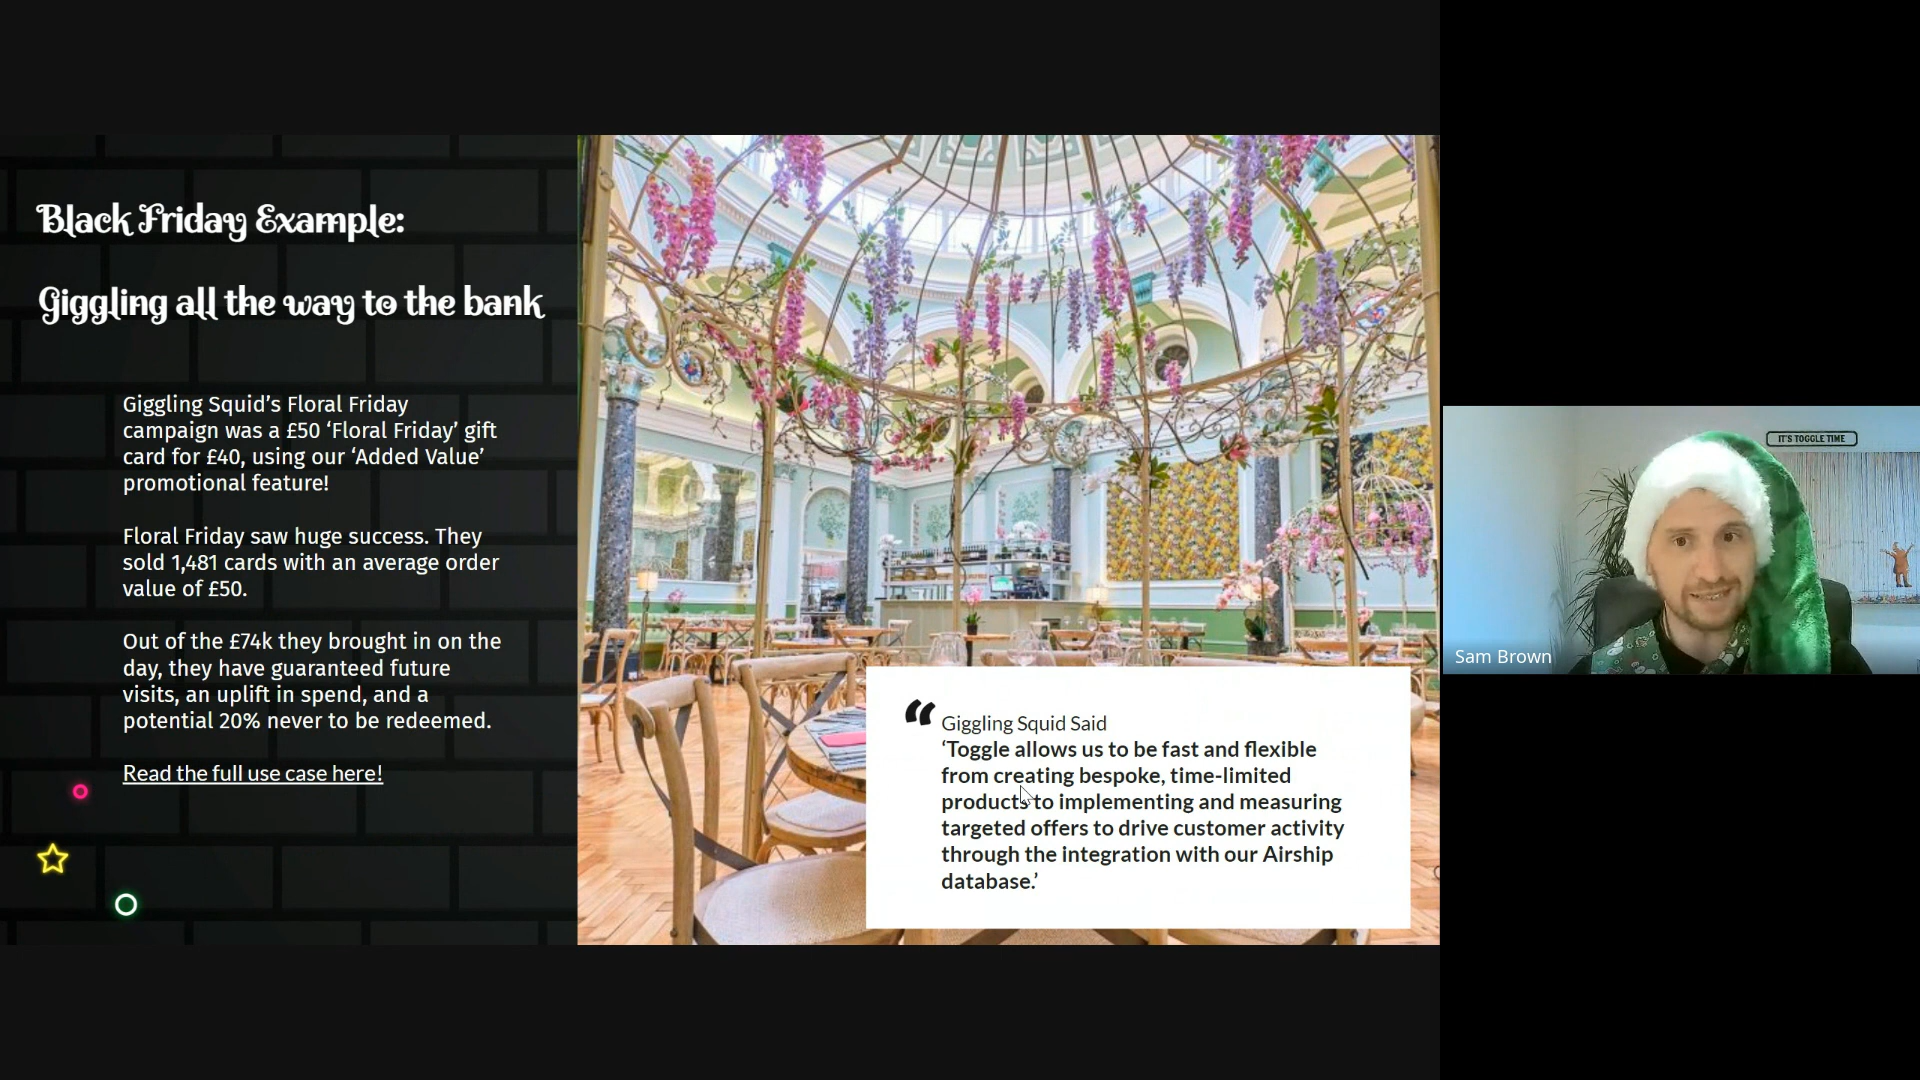 Black Friday Example:
Giggling all the way to the bank
Giggling Squid’s Floral Friday
campaign was a £50 ‘Floral Friday’ gift
card for £40, using our ‘Added Value’
promotional feature!
Floral Friday saw huge success. They
sold 1,481 cards with an average order
value of £50.
Out of the £74k they brought in on the
day, they have guaranteed future
visits, an uplift in spend, and a
potential 20% never to be redeemed.
Read the full use case here!
“ Giggling Squid Said
‘Toggle allows us to be fast and flexible
from creating bespoke, time-limited
products to implementing and measuring
targeted offers to drive customer activity
through the integration with our Airship
database.’
IT'S TOGGLE TIME
Sam Brown